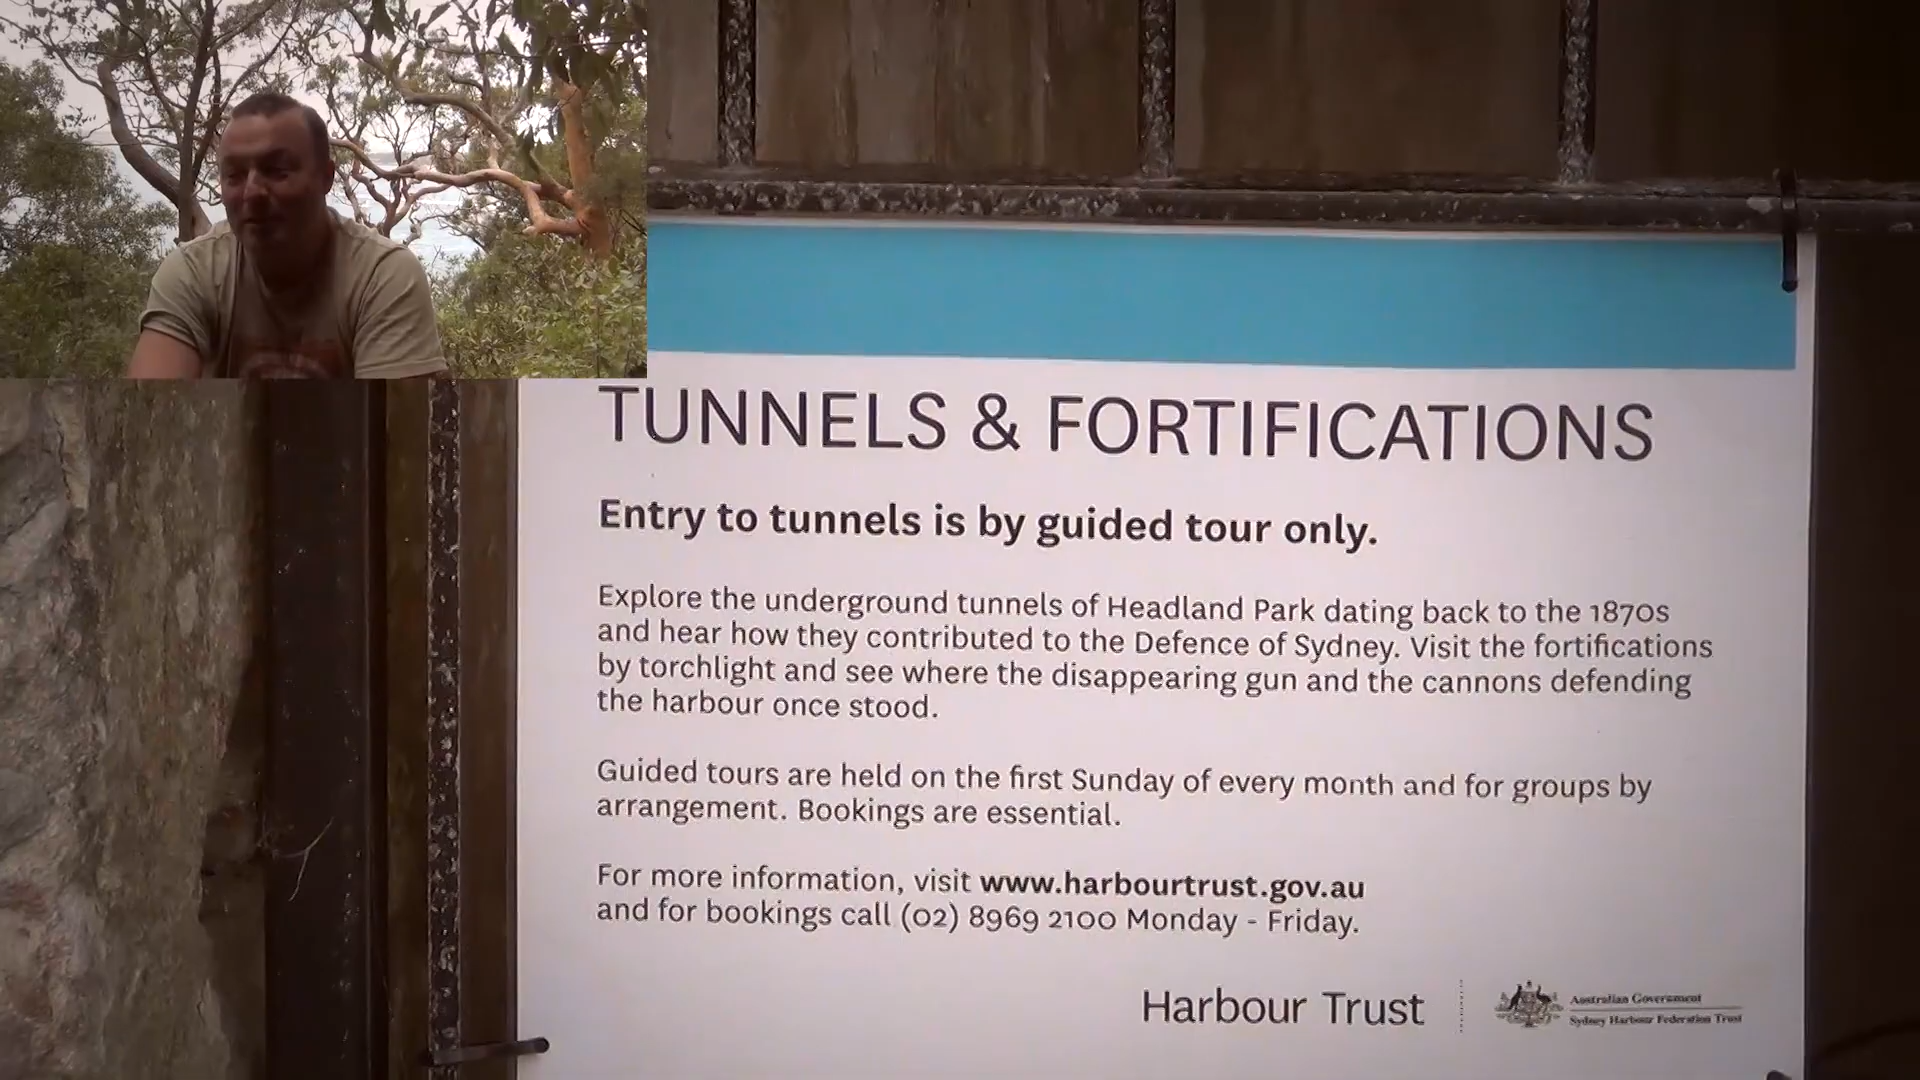 TUNNELS & FORTIFICATIONS
Entry to tunnels is by guided tour only.
Explore the underground tunnels of Headland Park dating back to the 1870s
and hear how they contributed to the Defence of Sydney. Visit the fortifications
by torchlight and see where the disappearing gun and the cannons defending
the harbour once stood.
Guided tours are held on the first Sunday of every month and for groups by
arrangement. Bookings are essential.
For more information, visit www.harbourtrust.gov.au
and for bookings call (02) 8969 2100 Monday - Friday.
Harbour Trust
Australian Government
Sydney Harbour Federation Trust